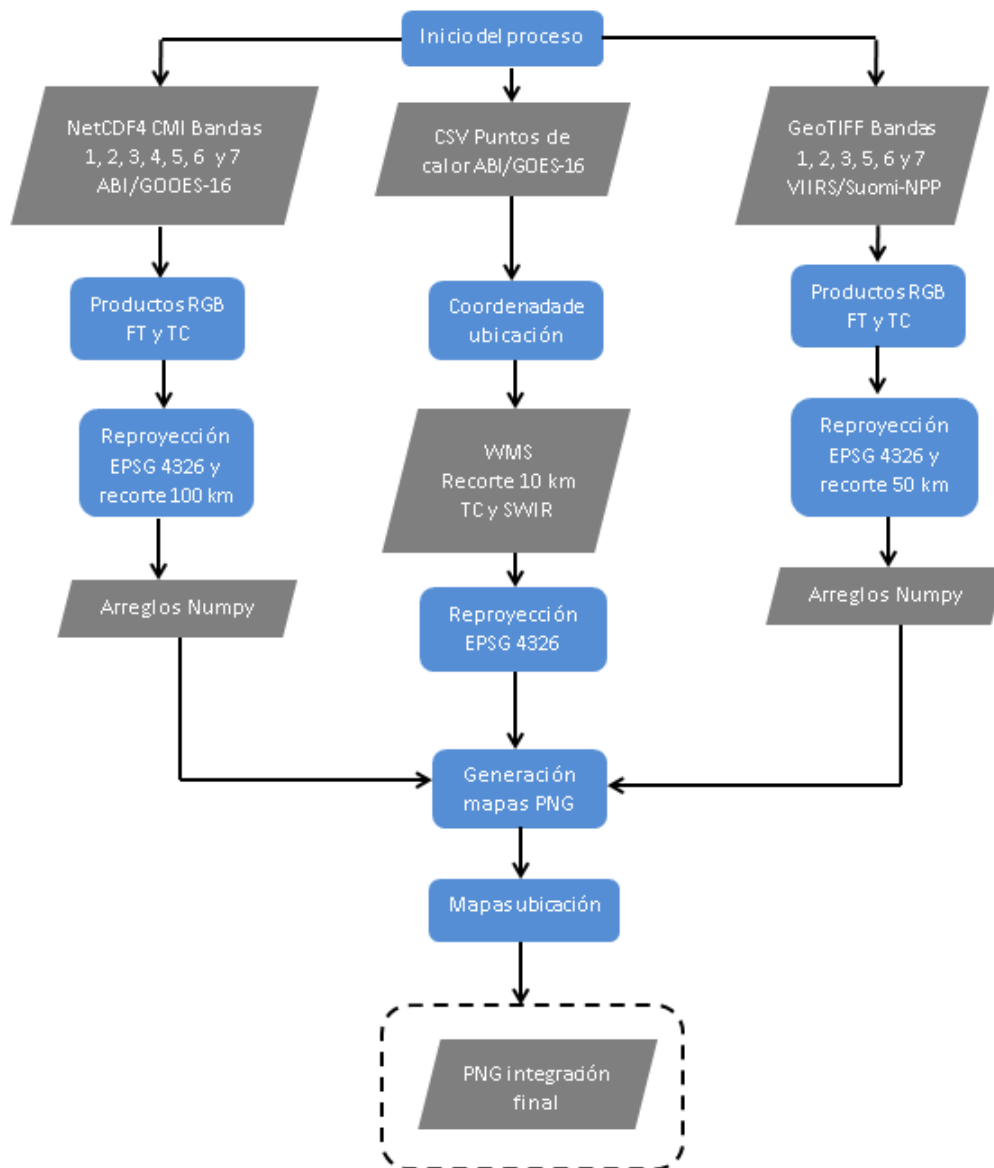 Inicio del proceso
NetCDF4 CMI Bandas
1, 2, 3, 4, 5, 6 y 7
ABI/GOOES-16
CSV Puntos de
calor ABI/GOES-16
GeoTIFF Bandas
1, 2, 3, 5, 6 y 7
VIIRS/Suomi-NPP
Productos RGB
FT y TC
Coordenadade
ubicación
Productos RGB
FT y TC
Reproyección
EPSG 4326 y
recorte 100 km
WMS
Recorte 10 km
TC y SWIR
Reproyección
EPSG 4326 y
recorte 50 km
Arreglos Numpy
Reproyección
EPSG 4326
Arreglos Numpy
Generación
mapas PNG
Mapas ubicación
PNG integración
final